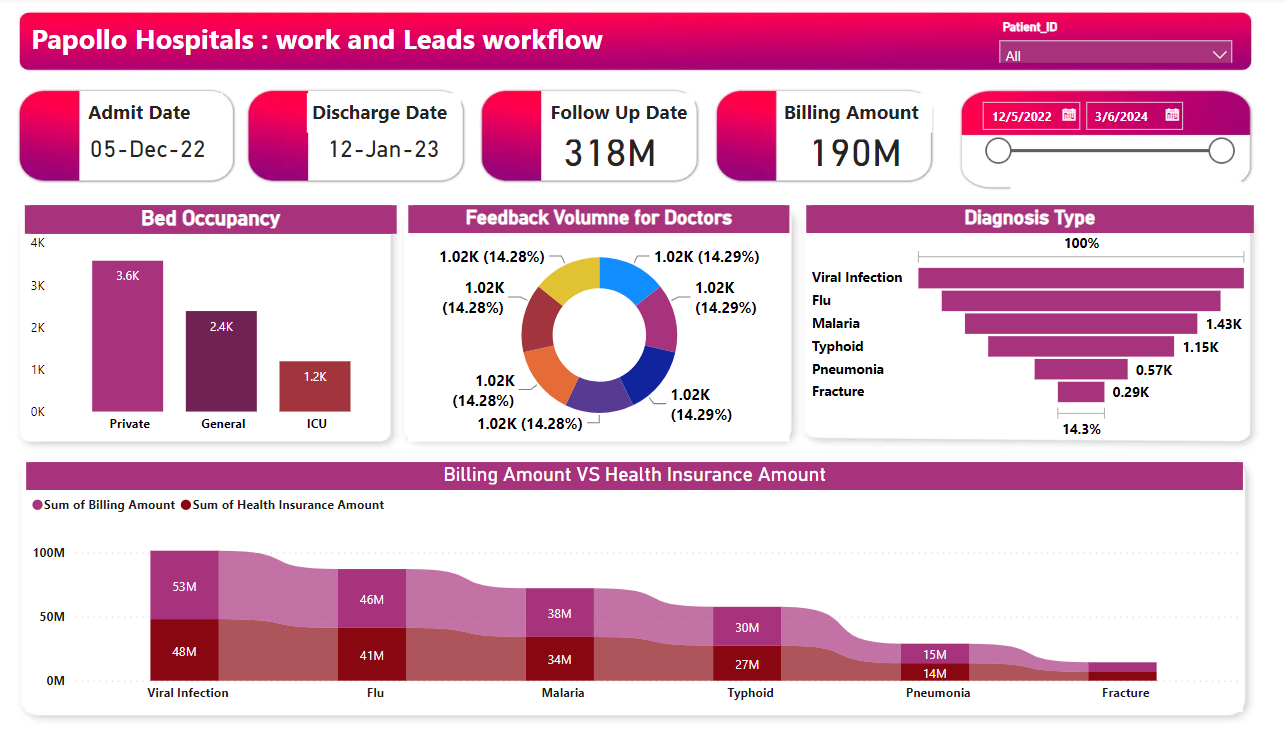 Papollo Hospitals : work and Leads workflow
Patient_ID
All
Admit Date
05-Dec-22
Discharge Date
12-Jan-23
Follow Up Date
318M
Billing Amount
190M
12/5/2022
3/6/2024
Bed Occupancy
4K
3K
2K
1K
0K
3.6K
2.4K
1.2K
Private
General
ICU
Feedback Volumne for Doctors
1.02K (14.28%)
1.02K (14.29%)
1.02K
(14.28%)
1.02K
(14.29%)
1.02K
(14.28%)
1.02K
(14.29%)
1.02K (14.28%)
Diagnosis Type
100%
Viral Infection
Flu
Malaria
1.43K
Typhoid
1.15K
Pneumonia
0.57K
Fracture
0.29K
14.3%
Billing Amount VS Health Insurance Amount
Sum of Billing Amount
Sum of Health Insurance Amount
100M
50M
0M
53M
48M
46M
41M
38M
34M
30M
27M
15M
14M
Viral Infection
Flu
Malaria
Typhoid
Pneumonia
Fracture